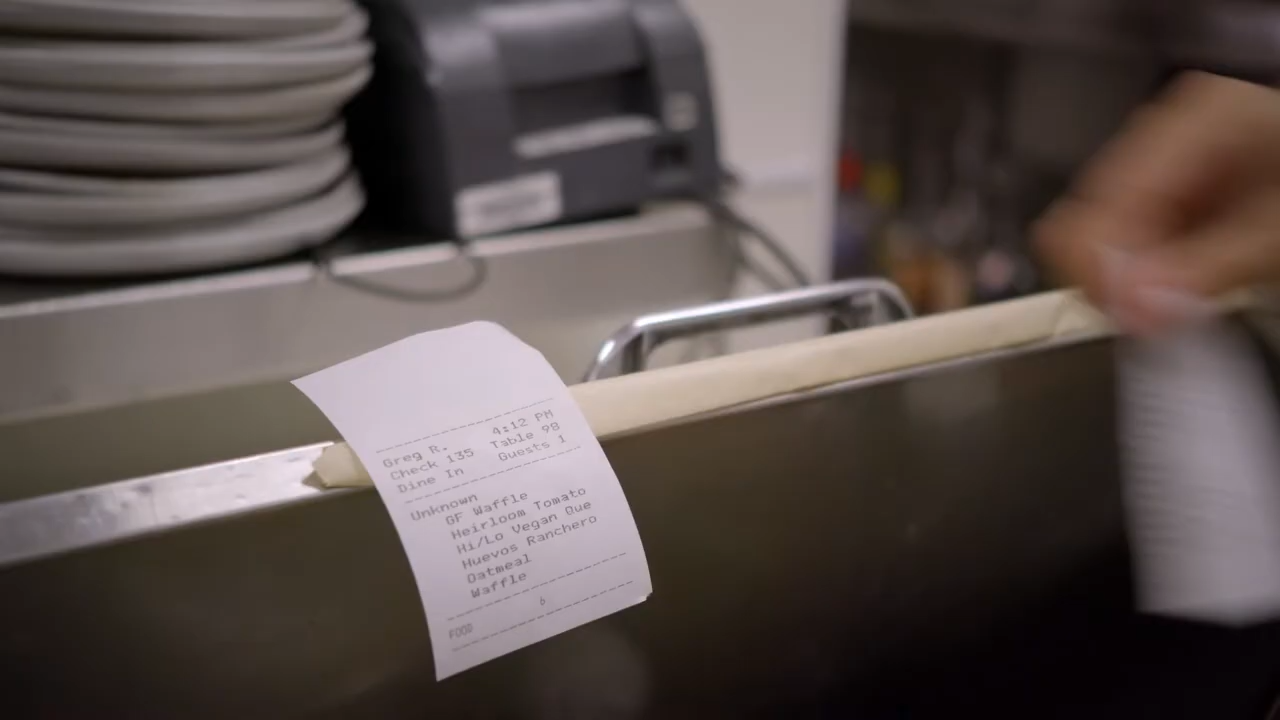 Greg R. 4:12 PM
Check 135 Table 98
Dine In Guests 1
Unknown
GF Waffle
Heirloom Tomato
Hi/Lo Vegan Que
Huevos Ranchero
Oatmeal
Waffle
6
FOOD